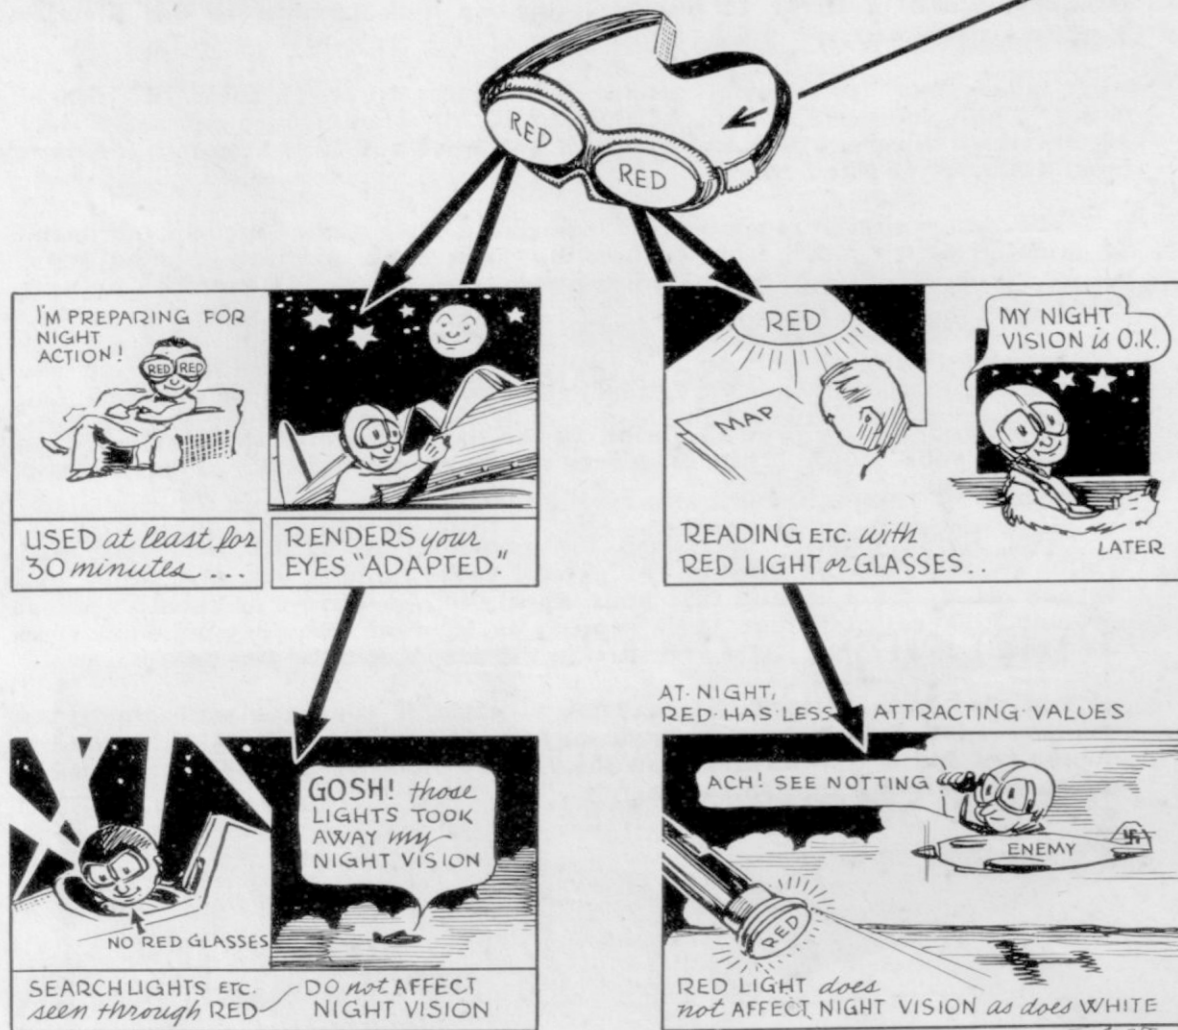 RED
RED
I'M PREPARING FOR
NIGHT
ACTION!
RED RED
USED at least for
30 minutes ...
RENDERS your
EYES "ADAPTED."
RED
MAP
MY NIGHT
VISION is O.K.
READING ETC. with
RED LIGHT or GLASSES..
LATER
NO RED GLASSES
GOSH! those
LIGHTS TOOK
AWAY my
NIGHT VISION
SEARCHLIGHTS ETC.
seen through RED
DO not AFFECT
NIGHT VISION
AT NIGHT,
RED HAS LESS ATTRACTING VALUES
ACH! SEE NOTTING
ENEMY
RED
RED LIGHT does
not AFFECT NIGHT VISION as does WHITE